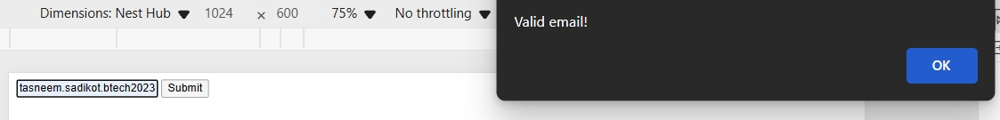 Dimensions: Nest Hub ▼ 1024 × 600 75% ▼ No throttling ▼
Valid email!
OK
tasneem.sadikot.btech2023 Submit